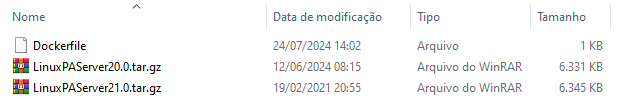 Nome Data de modificação Tipo Tamanho
Dockerfile 24/07/2024 14:02 Arquivo 1 KB
LinuxPAServer20.0.tar.gz 12/06/2024 08:15 Arquivo do WinRAR 6.331 KB
LinuxPAServer21.0.tar.gz 19/02/2021 20:55 Arquivo do WinRAR 6.345 KB